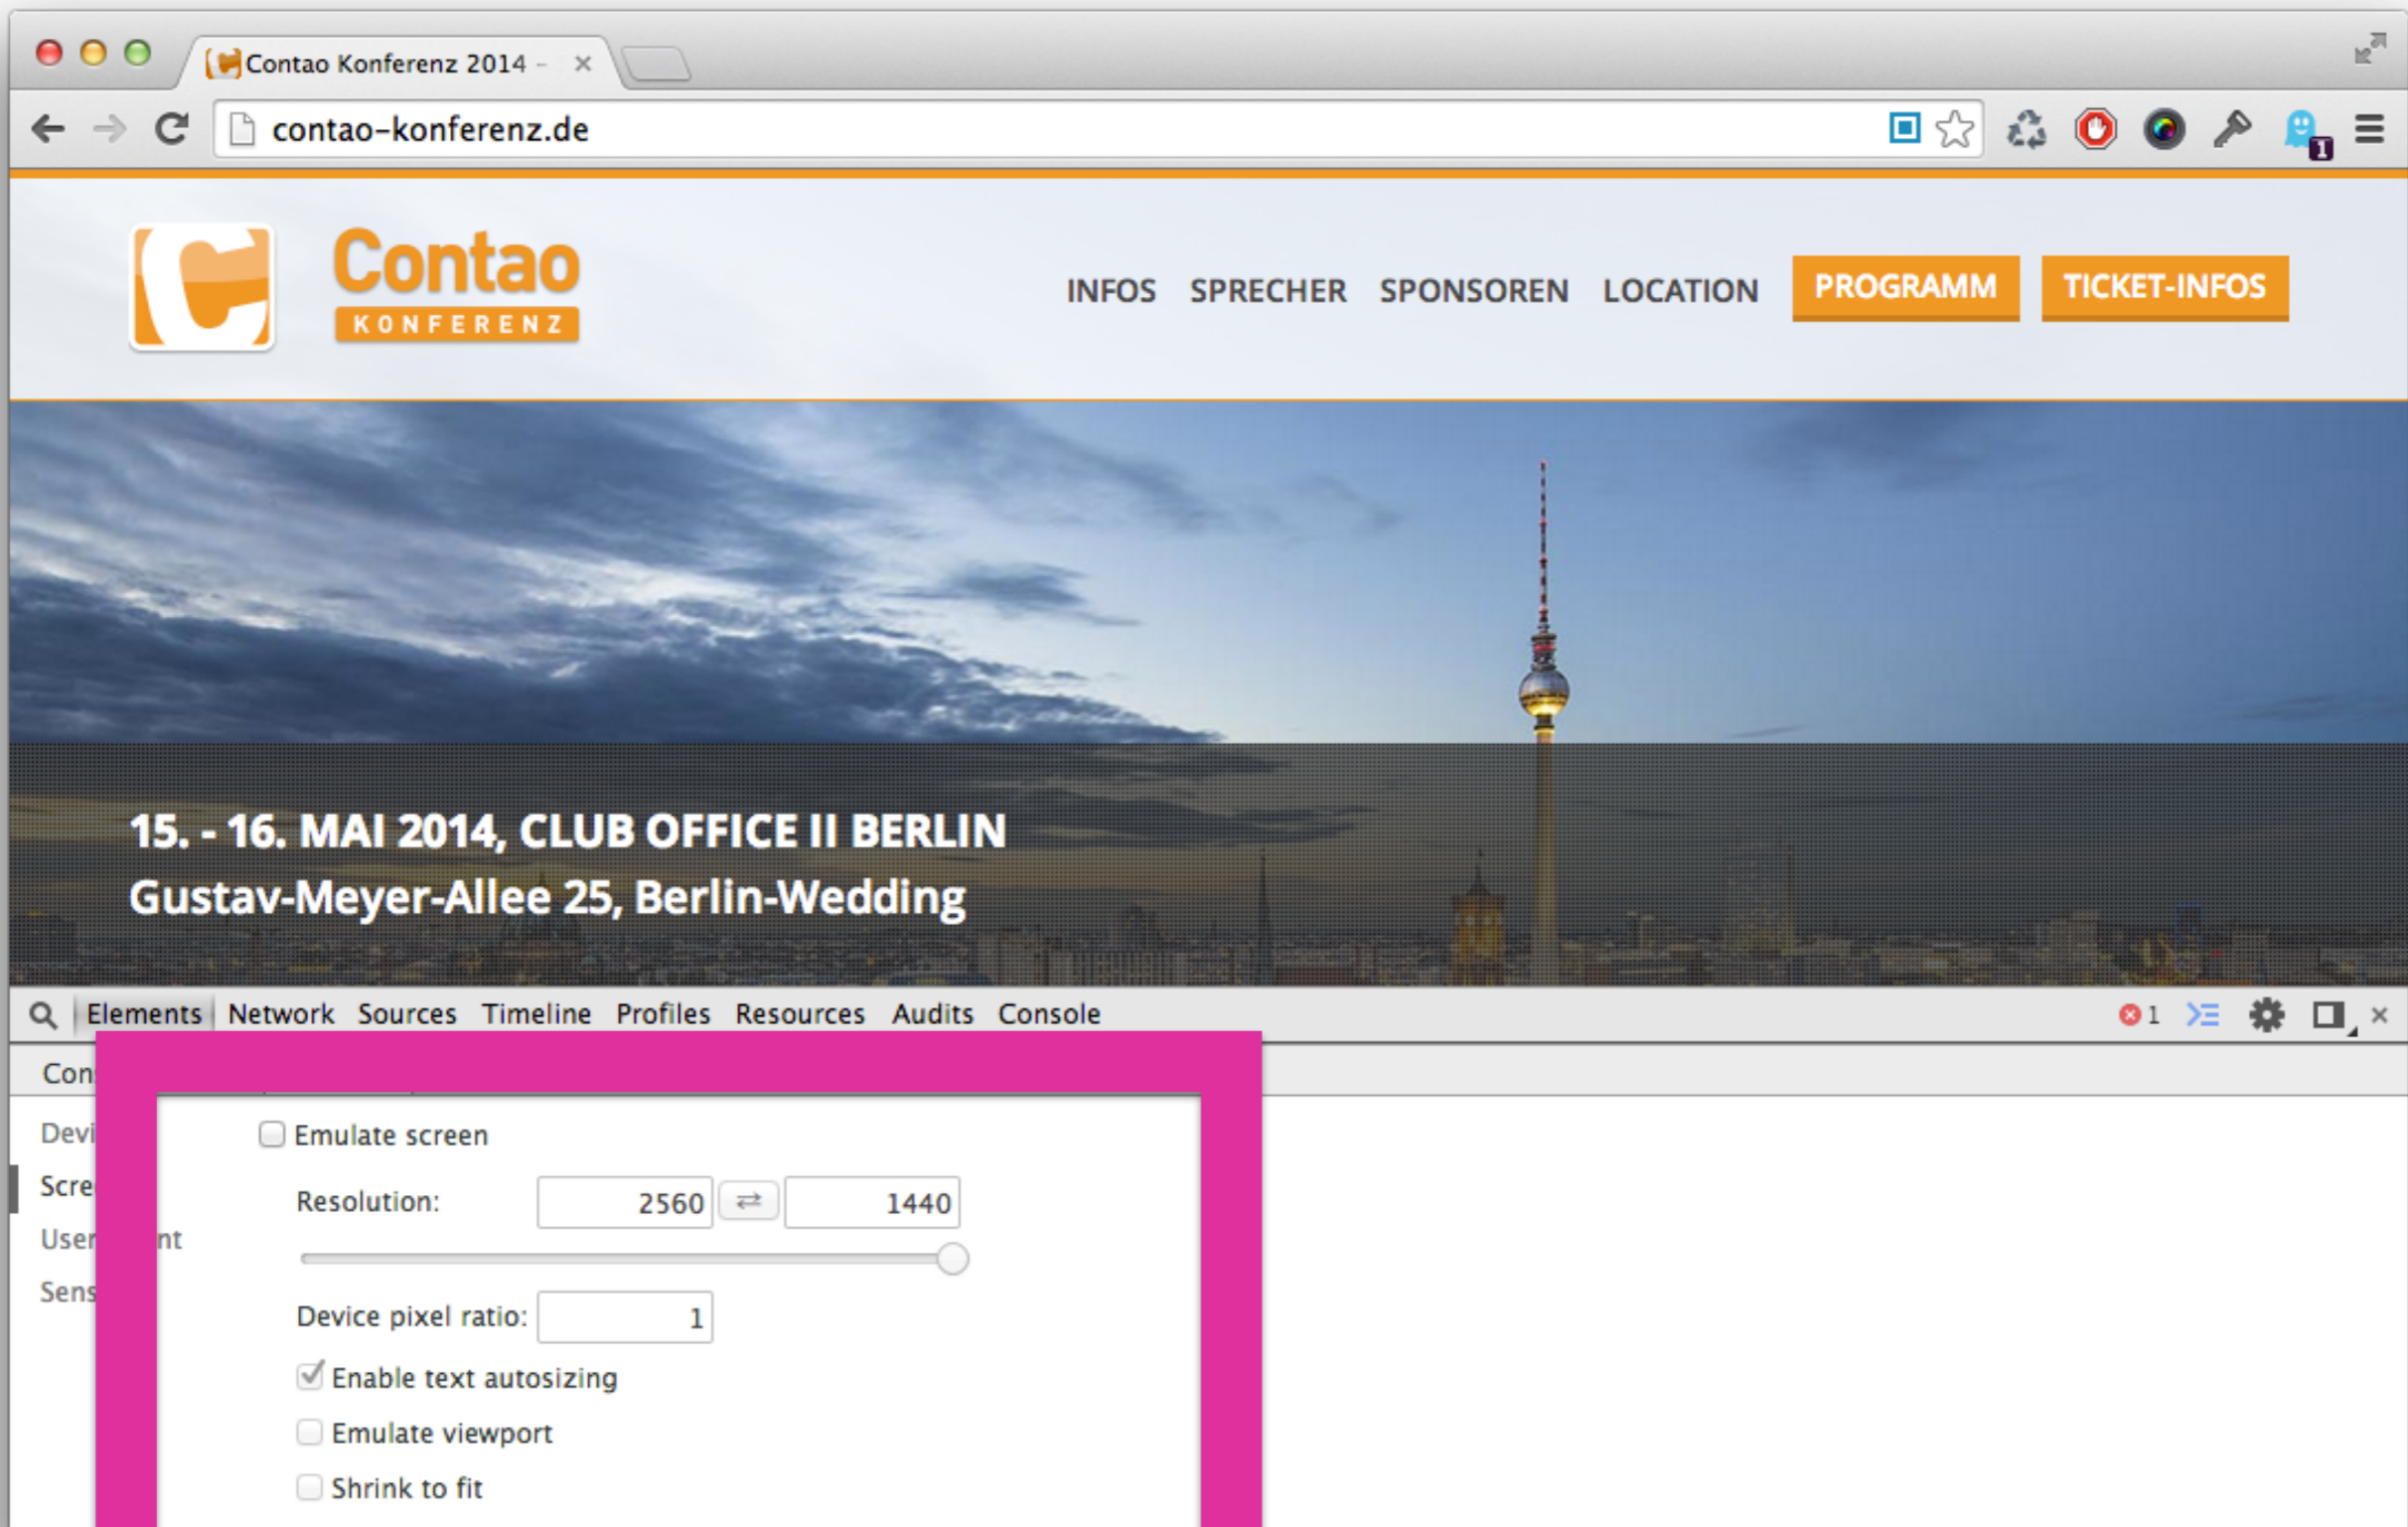 Contao Konferenz 2014 -
contao-konferenz.de
1
Contao
KONFERENZ
INFOS SPRECHER SPONSOREN LOCATION PROGRAMM TICKET-INFOS
15. - 16. MAI 2014, CLUB OFFICE II BERLIN
Gustav-Meyer-Allee 25, Berlin-Wedding
Elements Network Sources Timeline Profiles Resources Audits Console 1
Con
Devi
Emulate screen
Scre
Resolution: 2560 1440
User nt
Sens
Device pixel ratio: 1
Enable text autosizing
Emulate viewport
Shrink to fit